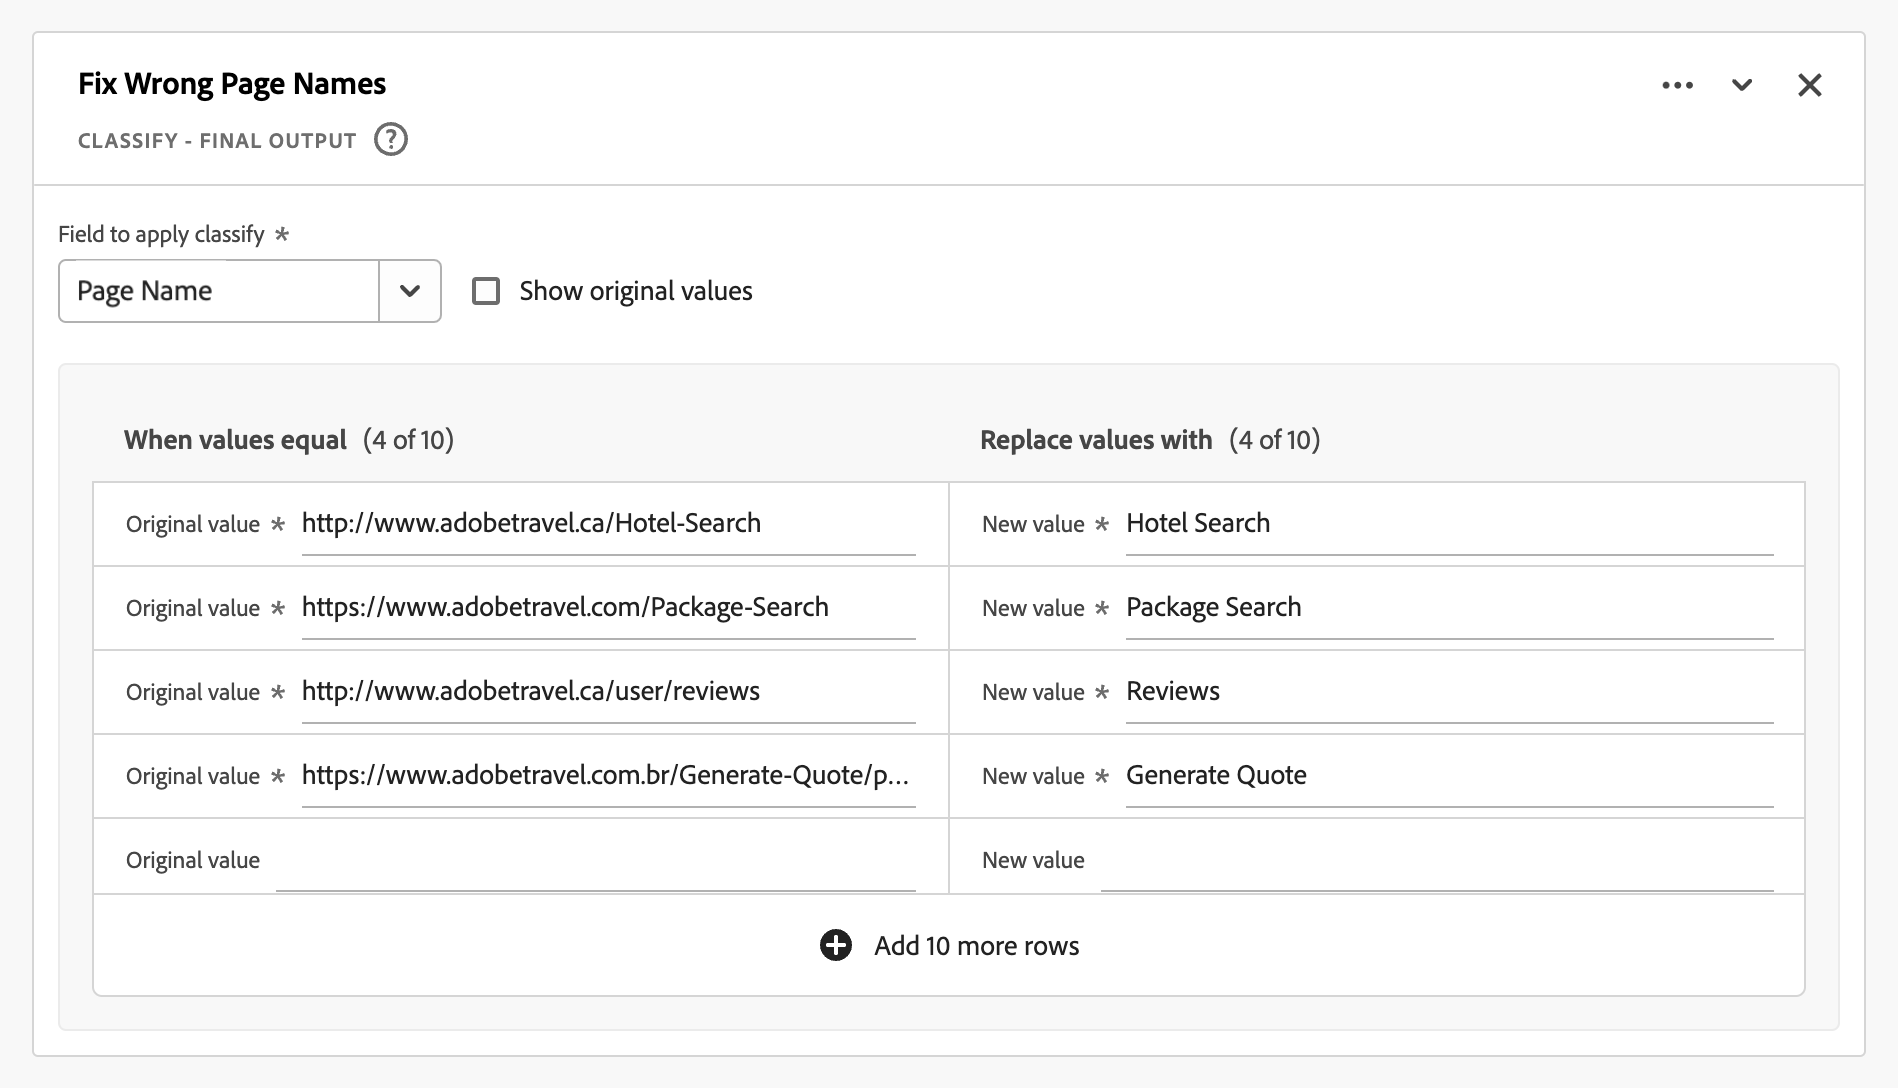 Fix Wrong Page Names
CLASSIFY - FINAL OUTPUT ?
Field to apply classify *
Page Name
Show original values
When values equal (4 of 10) Replace values with (4 of 10)
Original value * http://www.adobetravel.ca/Hotel-Search New value * Hotel Search
Original value * https://www.adobetravel.com/Package-Search New value * Package Search
Original value * http://www.adobetravel.ca/user/reviews New value * Reviews
Original value * https://www.adobetravel.com.br/Generate-Quote/p... New value * Generate Quote
Original value New value
Add 10 more rows